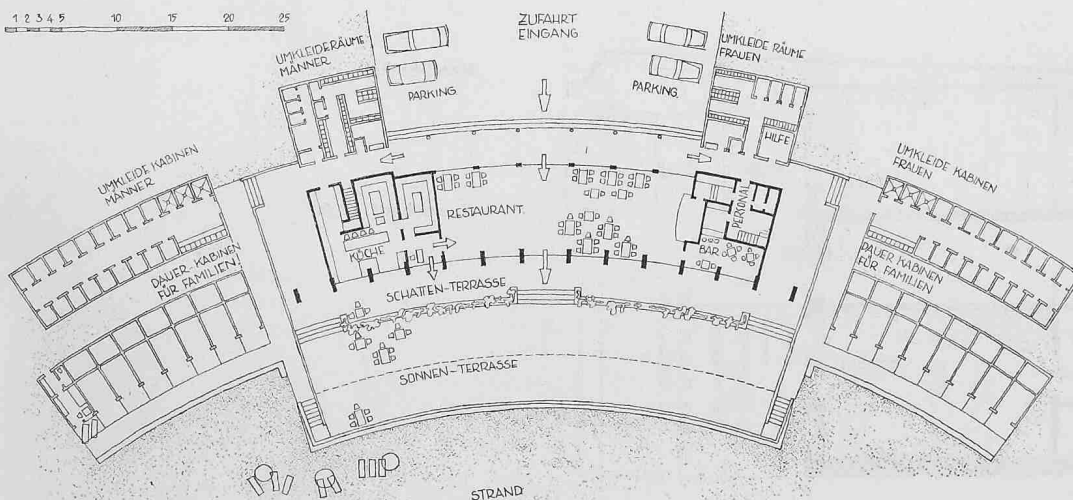 1 2 3 4 5 10 15 20 25
ZUFAHRT
EINGANG
UMKLEIDERÄUME
MÄNNER
UMKLEIDE RÄUME
FRAUEN
PARKING
PARKING.
HILFE
UMKLEIDE KABINEN
MÄNNER
UMKLEIDE KABINEN
FRAUEN
PERSONAL
RESTAURANT.
KÜCHE
BAR
DAUER-KABINEN
FÜR FAMILIEN
DAUER KABINEN
FÜR FAMILIEN
SCHATTEN-TERRASSE
SONNEN-TERRASSE
STRAND